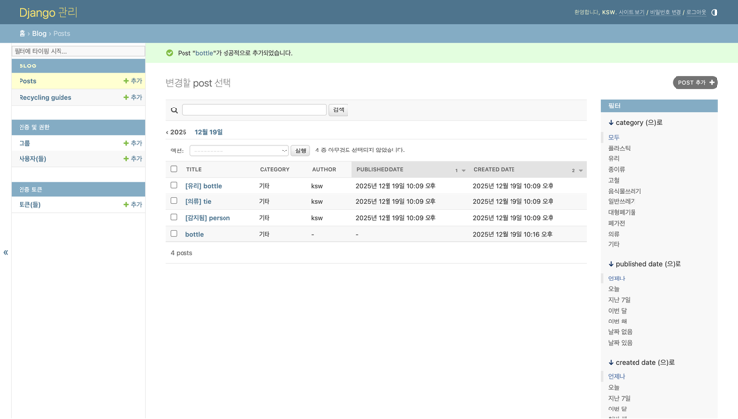 Django 관리
환영합니다, KSW. 사이트 보기 / 비밀번호 변경 / 로그아웃
홈 › Blog › Posts
필터에 타이핑 시작...
BLOG
Posts + 추가
Recycling guides + 추가
인증 및 권한
그룹 + 추가
사용자(들) + 추가
인증 토큰
토큰(들) + 추가
«
Post "bottle"가 성공적으로 추가되었습니다.
변경할 post 선택
POST 추가 +
검색
‹ 2025 12월 19일
액션: --------- 실행 4 중 아무것도 선택되지 않았습니다.
TITLE CATEGORY AUTHOR PUBLISHEDDATE 1 CREATED DATE 2
[유리] bottle 기타 ksw 2025년 12월 19일 10:09 오후 2025년 12월 19일 10:09 오후
[의류] tie 기타 ksw 2025년 12월 19일 10:09 오후 2025년 12월 19일 10:09 오후
[감지됨] person 기타 ksw 2025년 12월 19일 10:09 오후 2025년 12월 19일 10:09 오후
bottle 기타 - - 2025년 12월 19일 10:16 오후
4 posts
필터
↓ category (으)로
모두
플라스틱
유리
종이류
고철
음식물쓰레기
일반쓰레기
대형폐기물
폐가전
의류
기타
↓ published date (으)로
언제나
오늘
지난 7일
이번 달
이번 해
날짜 없음
날짜 있음
↓ created date (으)로
언제나
오늘
지난 7일
이번 달